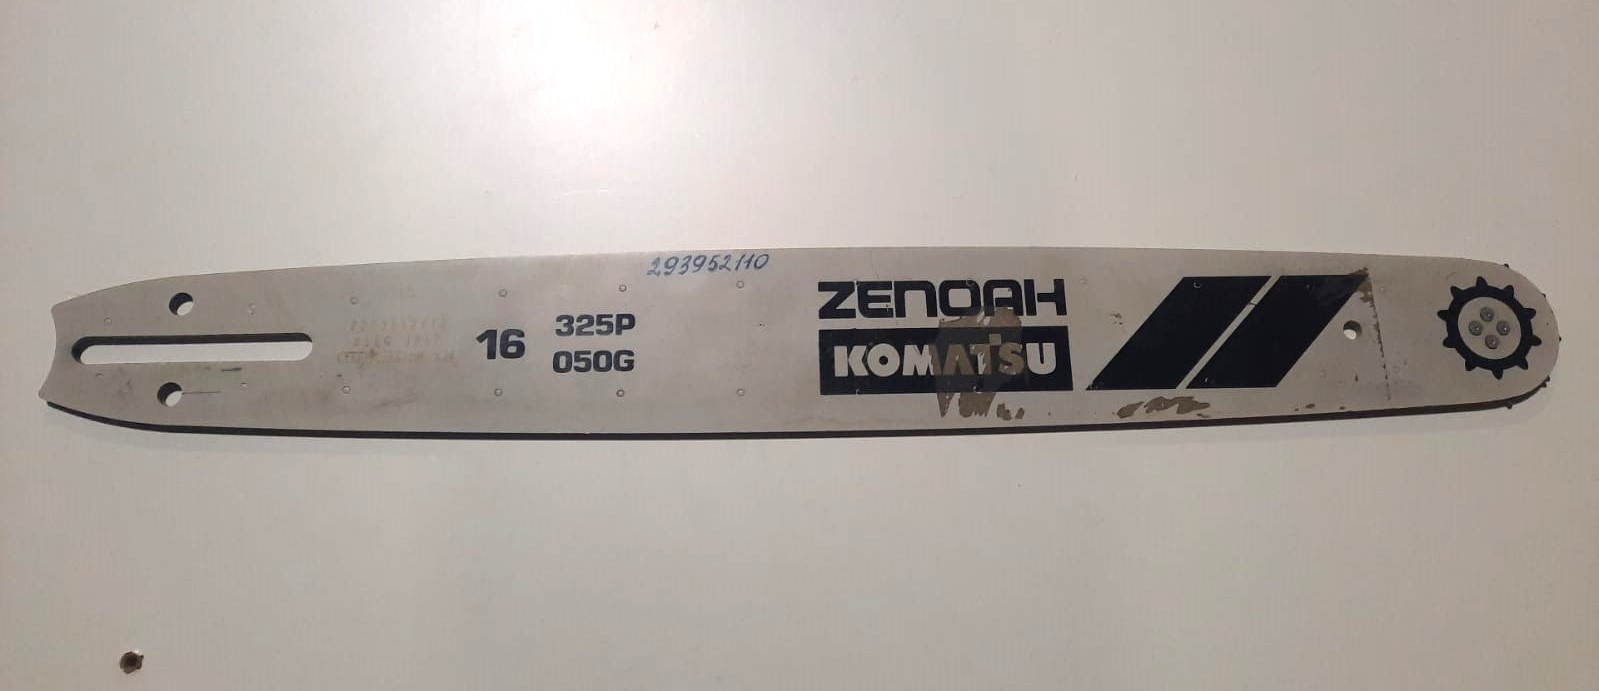 293952110
16
325P
050G
ZENOAH
KOMATSU